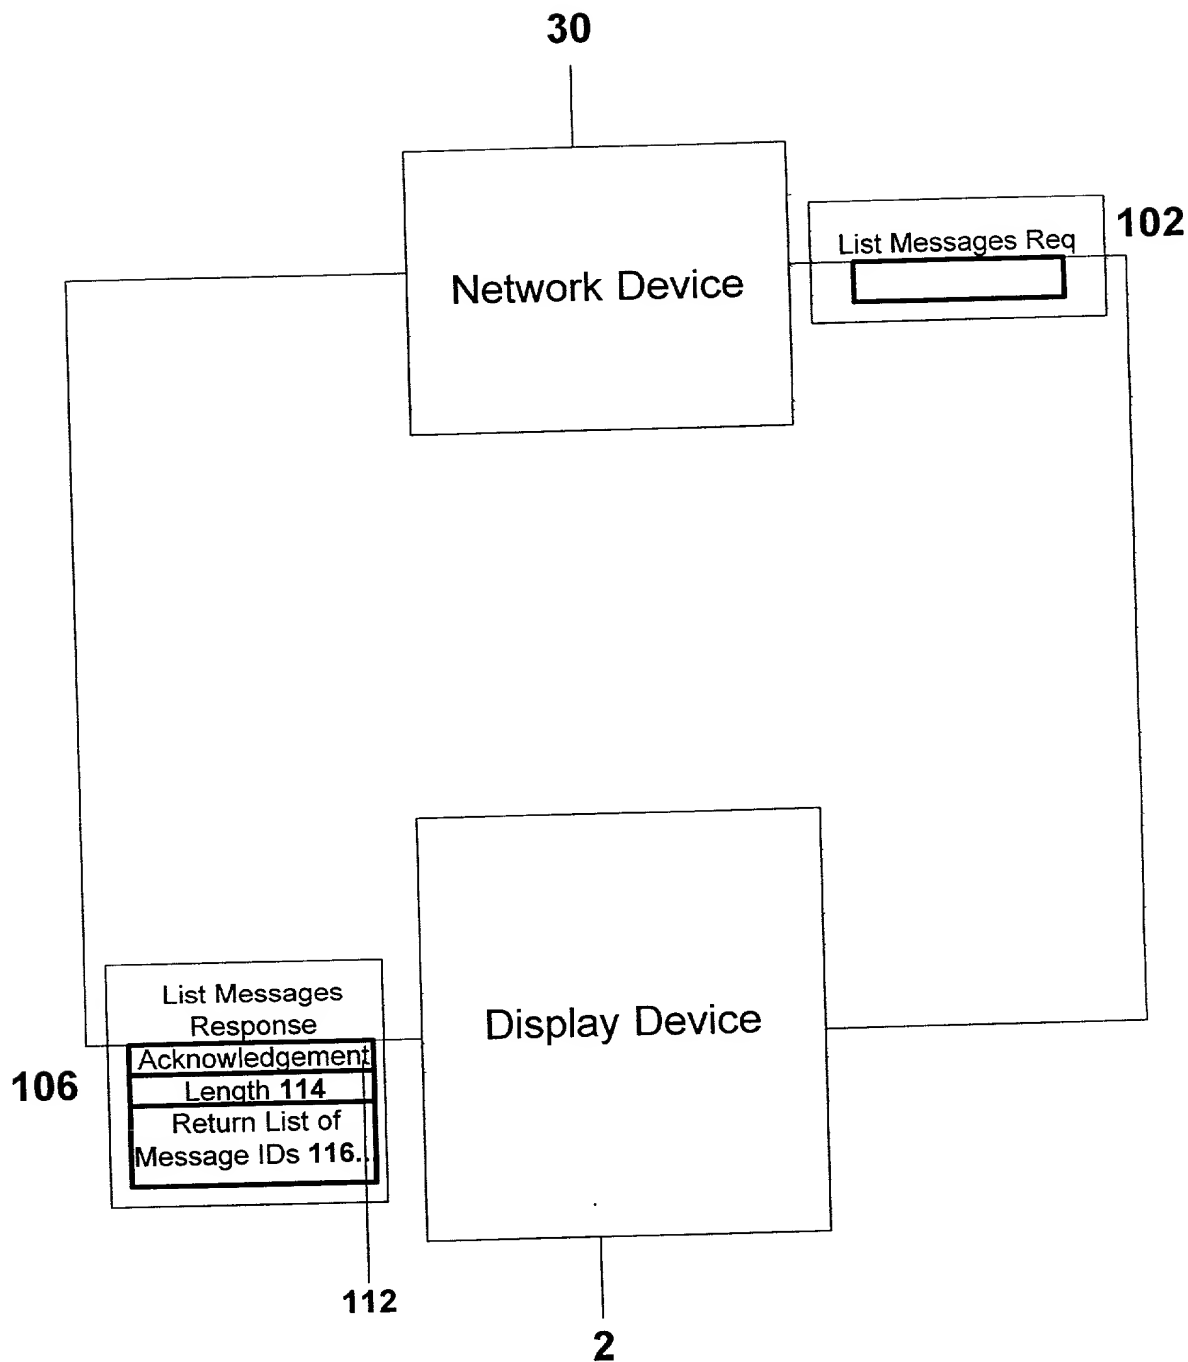 30
102
List Messages Req
Network Device
List Messages
Response
Display Device
Acknowledgement
106
Length 114
Return List of
Message IDs 116...
112
2